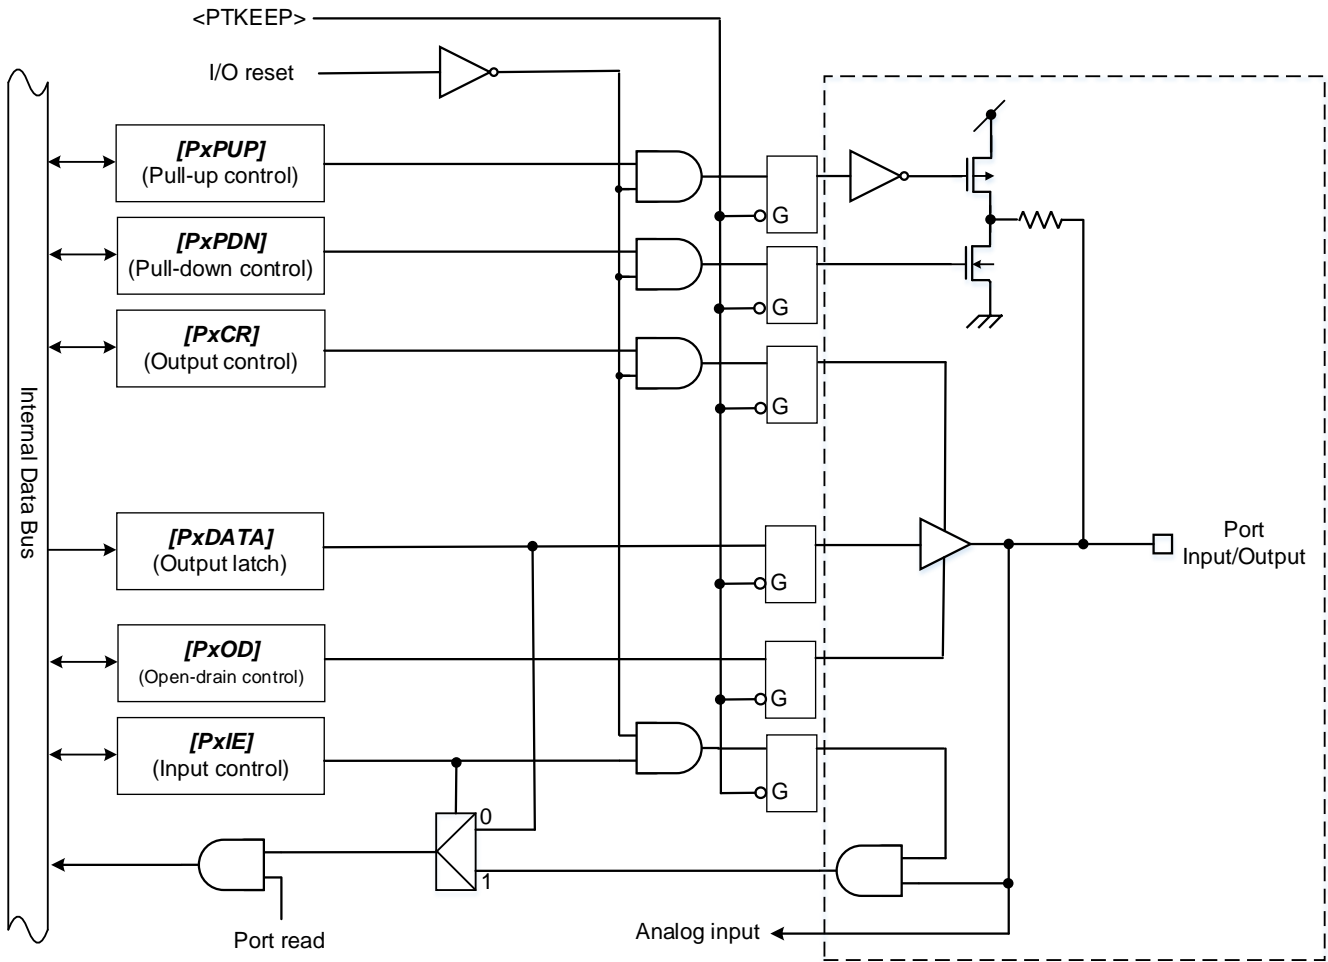 <PTKEEP>
I/O reset
[PxPUP]
(Pull-up control)
G
[PxPDN]
(Pull-down control)
G
[PxCR]
(Output control)
G
Internal Data Bus
[PxDATA]
(Output latch)
G
Port
Input/Output
[PxOD]
(Open-drain control)
G
[PxIE]
(Input control)
G
0
1
Port read
Analog input